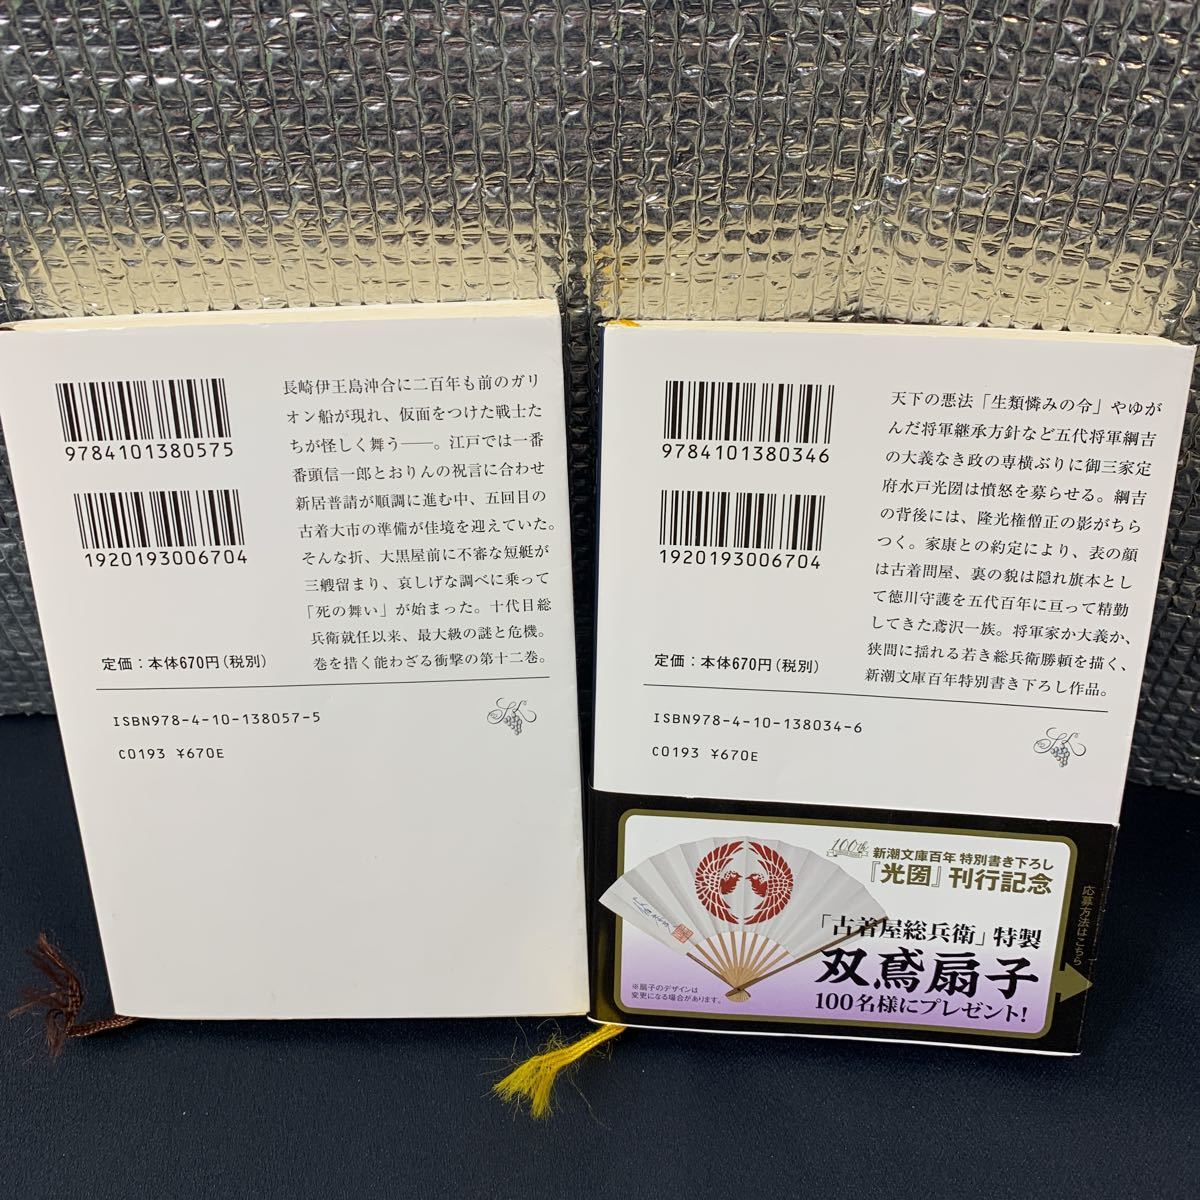 9784101380575
1920193006704
長崎伊王島沖合に二百年も前のガリ
オン船が現れ、仮面をつけた戦士た
ちが怪しく舞う――。江戸では一番
番頭信一郎とおりんの祝言に合わせ
新居普請が順調に進む中、五回目の
古着大市の準備が佳境を迎えていた。
そんな折、大黒屋前に不審な短艇が
三艘留まり、哀しげな調べに乗って
「死の舞い」が始まった。十代目総
兵衛就任以来、最大級の謎と危機。
巻を措く能わざる衝撃の第十二巻。
定価：本体670円（税別）
ISBN978-4-10-138057-5
C0193 ¥670E
9784101380346
1920193006704
天下の悪法「生類憐みの令」やゆが
んだ将軍継承方針など五代将軍綱吉
の大義なき政の専横ぶりに御三家定
府水戸光圀は憤怒を募らせる。綱吉
の背後には、隆光権僧正の影がちら
つく。家康との約定により、表の顔
は古着問屋、裏の貌は隠れ旗本とし
て徳川守護を五代百年に亘って精勤
してきた鳶沢一族。将軍家か大義か、
狭間に揺れる若き総兵衛勝頼を描く、
新潮文庫百年特別書き下ろし作品。
定価：本体670円（税別）
ISBN978-4-10-138034-6
C0193 ¥670E
100th
新潮文庫百年 特別書き下ろし
『光圀』刊行記念
「古着屋総兵衛」特製
双鳶扇子
100名様にプレゼント!
※扇子のデザインは
変更になる場合があります。
応募方法はこちら